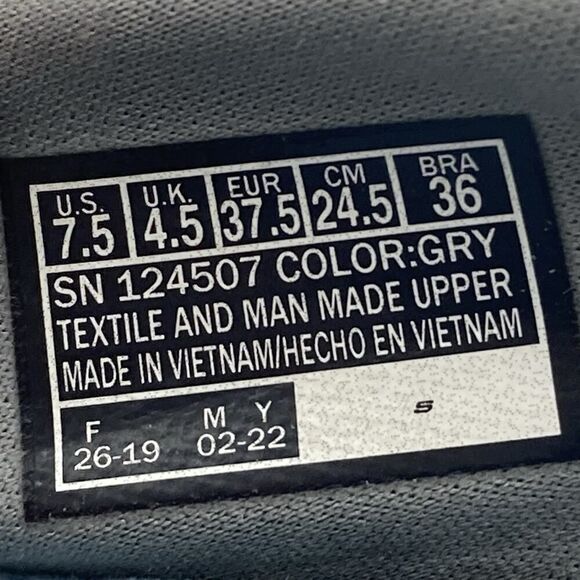 U.S. U.K. EUR CM BRA
7.5 4.5 37.5 24.5 36
SN 124507 COLOR:GRY
TEXTILE AND MAN MADE UPPER
MADE IN VIETNAM/HECHO EN VIETNAM
F M Y
26-19 02-22
S